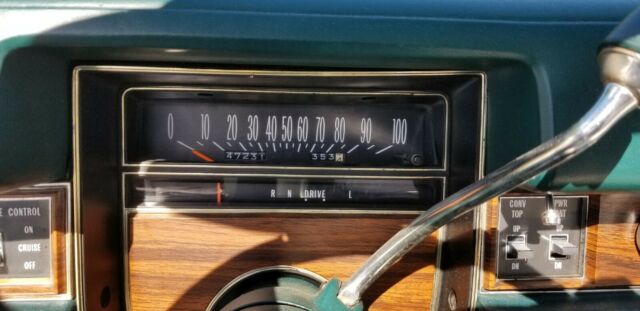 0 10 20 30 40 50 60 70 80 90 100
47231 353
R N DRIVE L
CONTROL
ON
CRUISE
OFF
CONV TOP
UP
DN
PWR
UP
DN